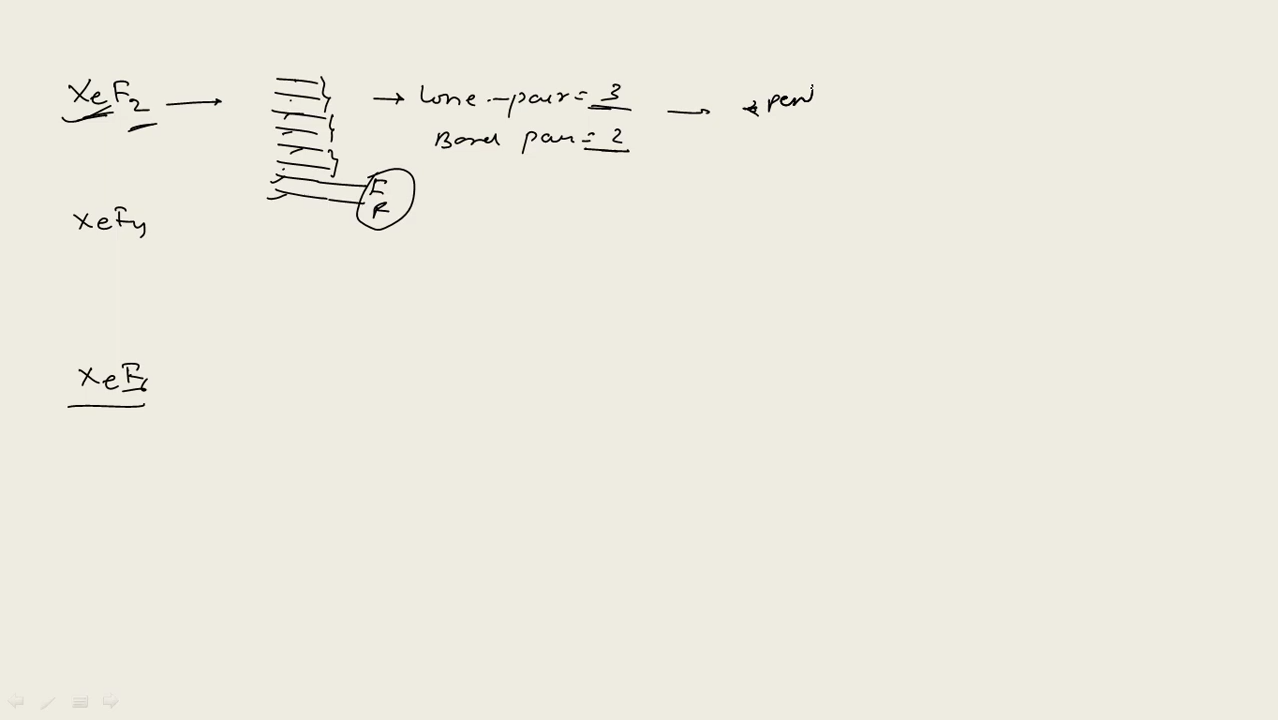 XeF2 → → Lone-pair = 3 →
Bond pair = 2
F
F
XeF4
XeF6